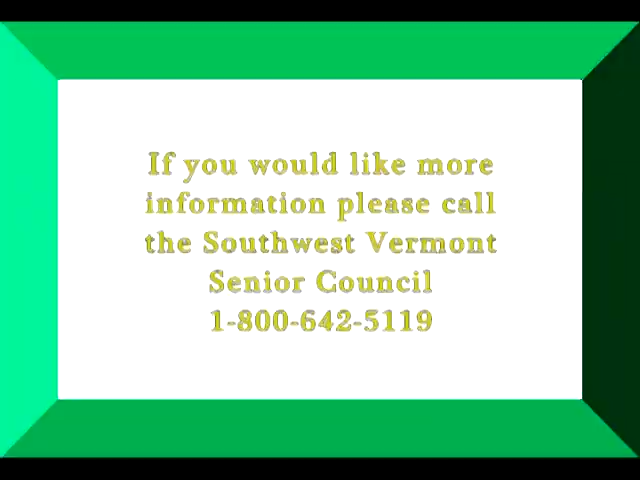 If you would like more
information please call
the Southwest Vermont
Senior Council
1-800-642-5119